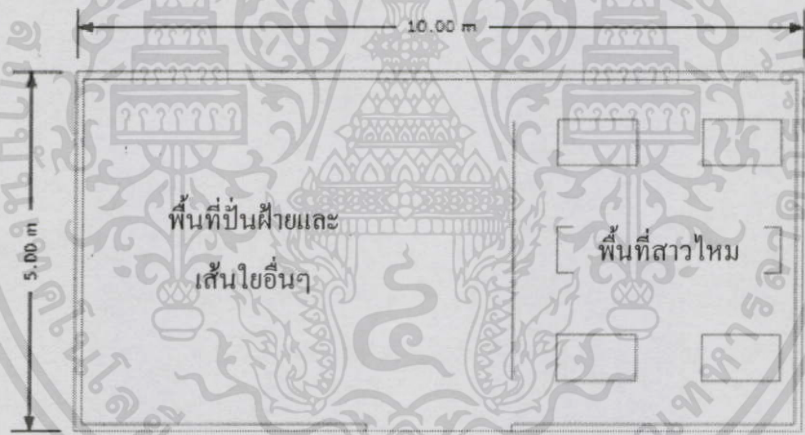 10.00 m
5.00 m
พื้นที่ปั่นฝ้ายและ
เส้นใยอื่นๆ
พื้นที่สาวไหม